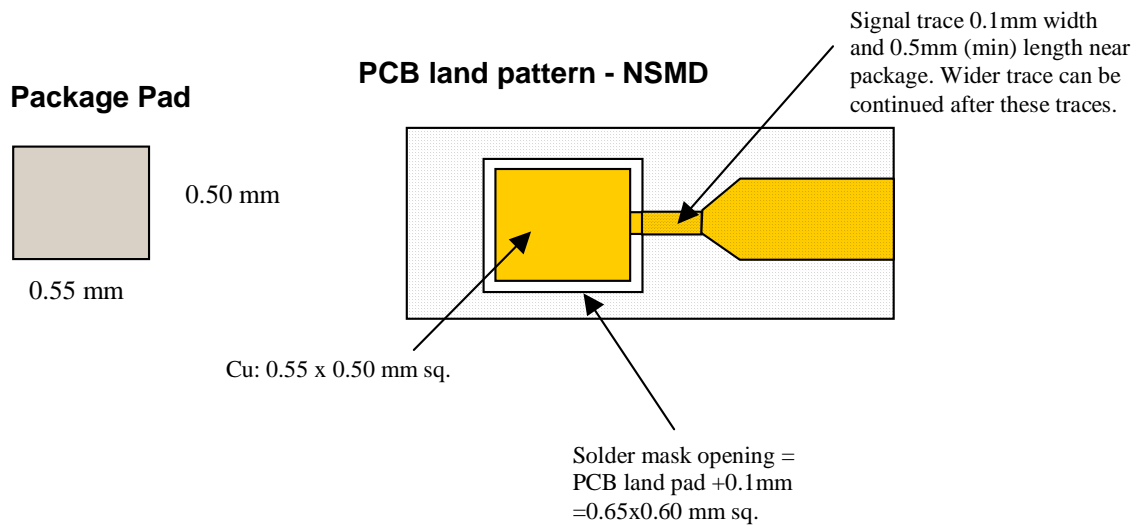 Signal trace 0.1mm width
and 0.5mm (min) length near
package. Wider trace can be
continued after these traces.
PCB land pattern - NSMD
Package Pad
0.50 mm
0.55 mm
Cu: 0.55 x 0.50 mm sq.
Solder mask opening =
PCB land pad +0.1mm
=0.65x0.60 mm sq.